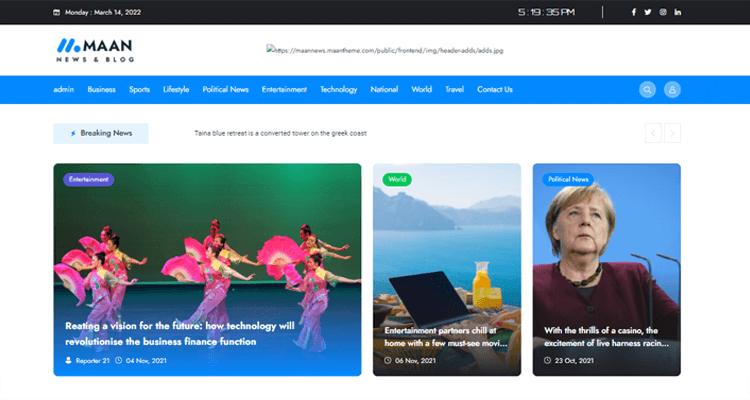 Monday : March 14, 2022
5:19:35 PM
MAAN
NEWS & BLOG
https://maannews.maantheme.com/public/frontend/img/header-adds/adds.jpg
admin Business Sports Lifestyle Political News Entertainment Technology National World Travel Contact Us
Breaking News
Taina blue retreat is a converted tower on the greek coast
Entertainment
Reating a vision for the future: how technology will
revolutionise the business finance function
Reporter 21 04 Nov, 2021
World
Entertainment partners chill at
home with a few must-see movi...
06 Nov, 2021
Political News
With the thrills of a casino, the
excitement of live harness racin...
23 Oct, 2021